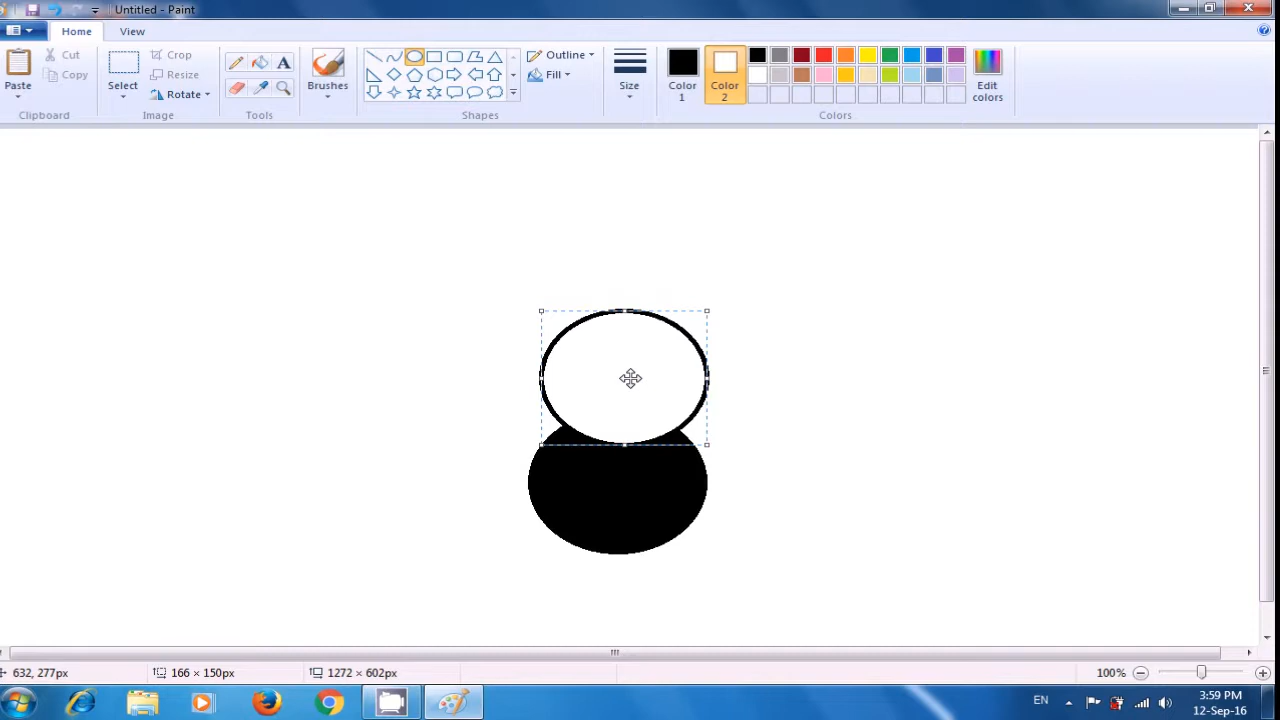 Untitled - Paint
Home View
Paste
Cut
Copy
Clipboard
Select
Crop
Resize
Rotate
Image
A
Tools
Brushes
Outline
Fill
Shapes
Size
Color 1
Color 2
Edit colors
Colors
632, 277px
166 × 150px
1272 × 602px
100%
EN
3:59 PM
12-Sep-16